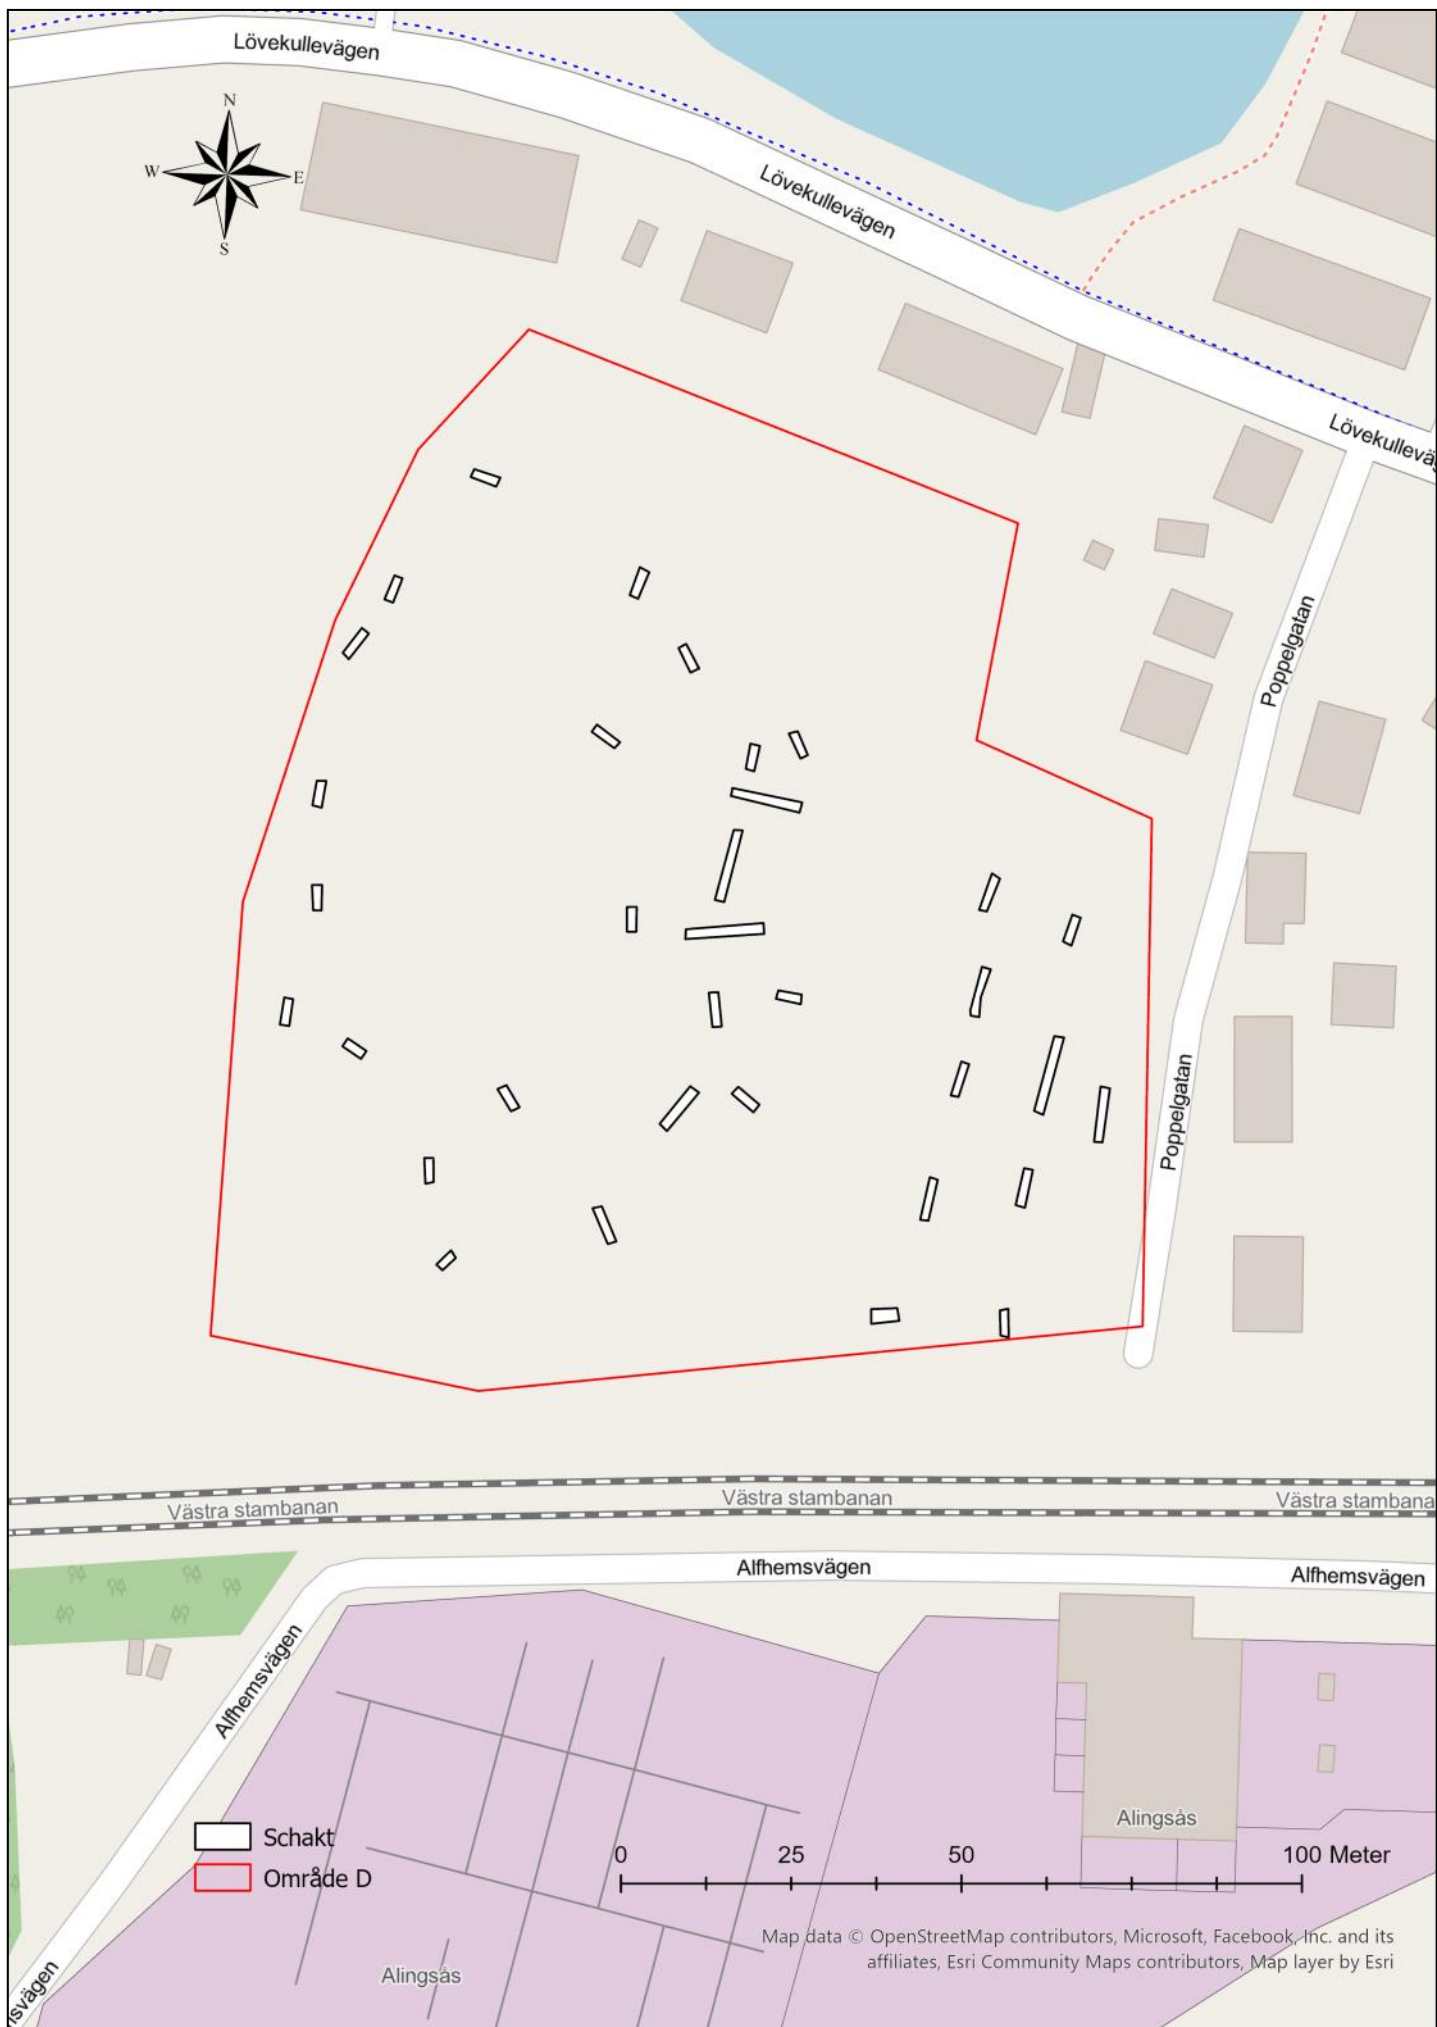 Lövekullevägen
N
W
E
S
Lövekullevägen
Lövekullevä
Poppelgatan
Poppelgatan
Västra stambanan
Västra stambanan
Västra stambana
Alfhemsvägen
Alfhemsvägen
Alfhemsvägen
Alingsås
Schakt
Område D
0
25
50
100 Meter
Map data © OpenStreetMap contributors, Microsoft, Facebook, Inc. and its
affiliates, Esri Community Maps contributors, Map layer by Esri
Alingsås
svägen